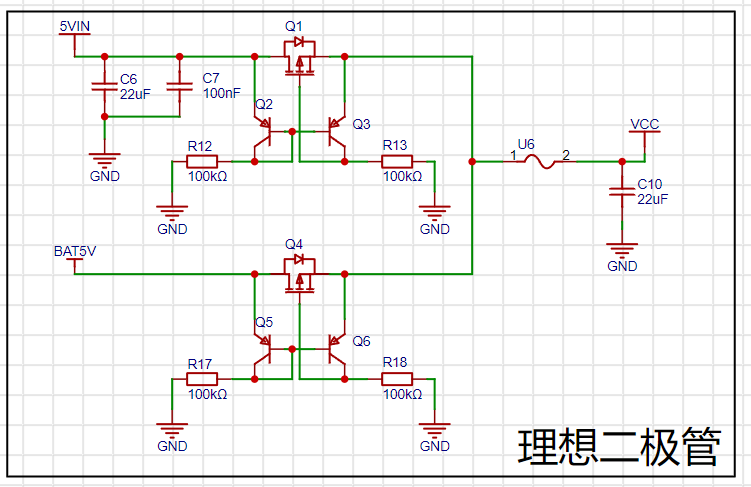 5VIN
Q1
C6
22uF
C7
100nF
Q2
Q3
R12
100kΩ
R13
100kΩ
GND
GND
GND
U6
1
2
VCC
C10
22uF
GND
BAT5V
Q4
Q5
Q6
R17
100kΩ
R18
100kΩ
GND
GND
理想二极管